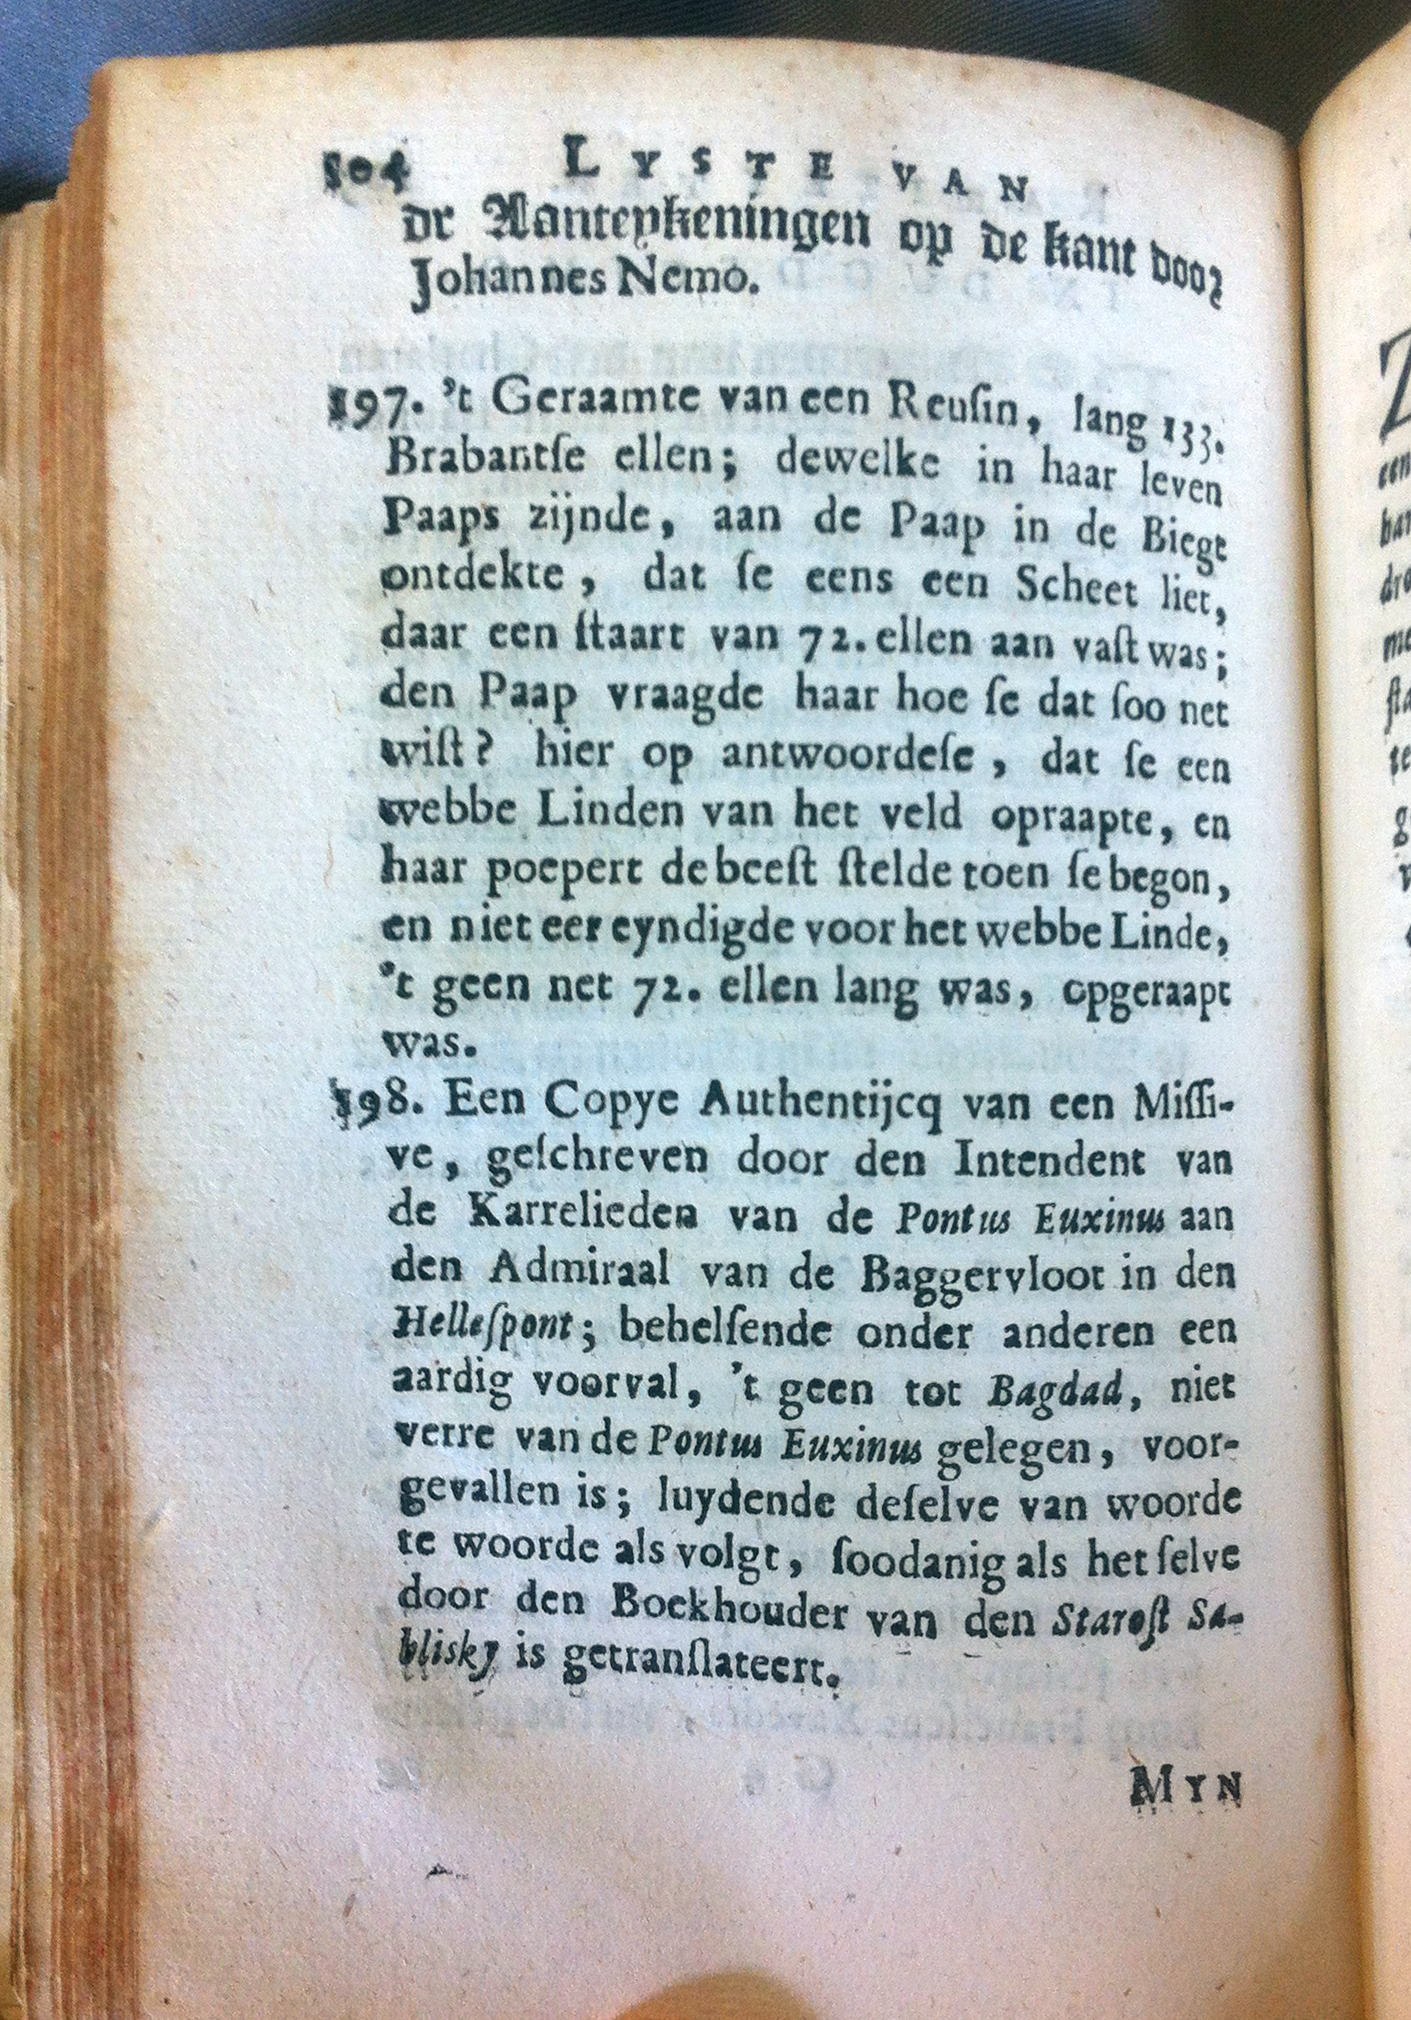 104 LYSTE VAN
de Aanteykeningen op de kant door
Johannes Nemo.
197. 't Geraamte van een Reuſin, lang 133.
Brabantſe ellen; dewelke in haar leven
Paaps zijnde, aan de Paap in de Biegt
ontdekte, dat ſe eens een Scheet liet,
daar een ſtaart van 72. ellen aan vaſt was;
den Paap vraagde haar hoe ſe dat ſoo net
wiſt? hier op antwoordeſe, dat ſe een
webbe Linden van het veld opraapte, en
haar poepert de beeſt ſtelde toen ſe begon,
en niet eer eyndigde voor het webbe Linde,
't geen net 72. ellen lang was, opgeraapt
was.
198. Een Copye Authentijcq van een Miſſi-
ve, geſchreven door den Intendent van
de Karrelieden van de Pontus Euxinus aan
den Admiraal van de Baggervloot in den
Helleſpont; behelſende onder anderen een
aardig voorval, 't geen tot Bagdad, niet
verre van de Pontus Euxinus gelegen, voor-
gevallen is; luydende deſelve van woorde
te woorde als volgt, ſoodanig als het ſelve
door den Boekhouder van den Staroſt Sa-
blisky is getranſlateert.
MYN